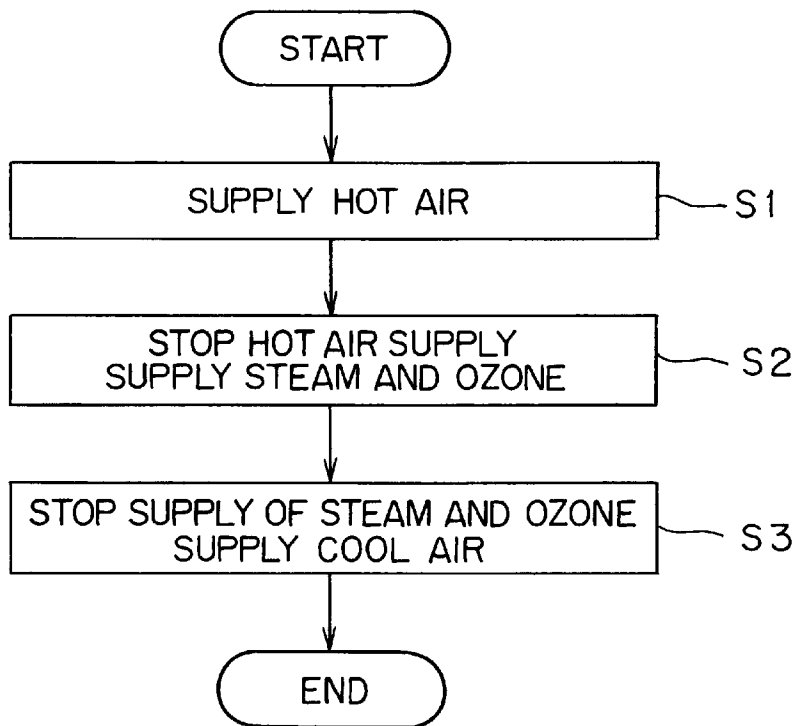 START
SUPPLY HOT AIR
S1
STOP HOT AIR SUPPLY
SUPPLY STEAM AND OZONE
S2
STOP SUPPLY OF STEAM AND OZONE
SUPPLY COOL AIR
S3
END